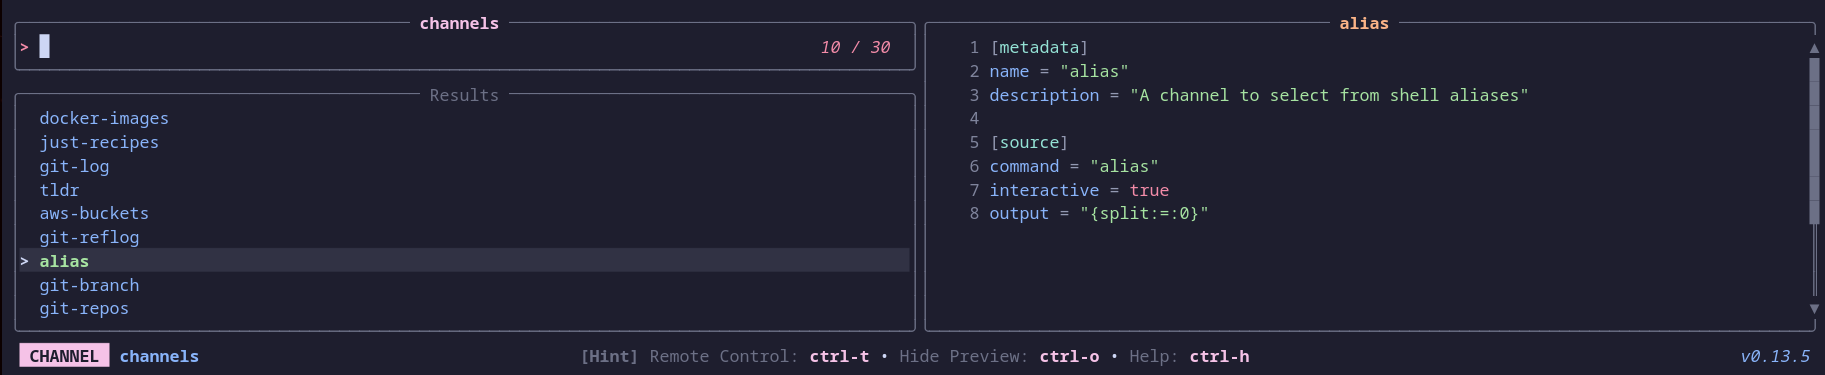 channels
> 10 / 30
Results
docker-images
just-recipes
git-log
tldr
aws-buckets
git-reflog
> alias
git-branch
git-repos
alias
1 [metadata]
2 name = "alias"
3 description = "A channel to select from shell aliases"
4
5 [source]
6 command = "alias"
7 interactive = true
8 output = "{split:=:0}"
CHANNEL channels [Hint] Remote Control: ctrl-t • Hide Preview: ctrl-o • Help: ctrl-h v0.13.5